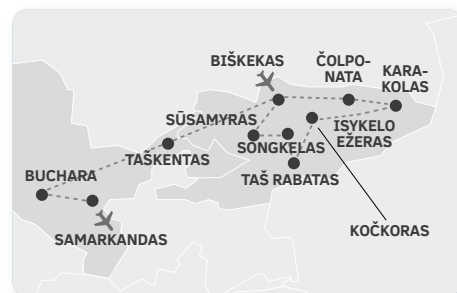 BIŠKEKAS
ČOLPO-
NATA
KARA-
KOLAS
SŪSAMYRAS
ISYKELO
EŽERAS
SONGKELAS
TAŠKENTAS
TAŠ RABATAS
BUCHARA
KOČKORAS
SAMARKANDAS